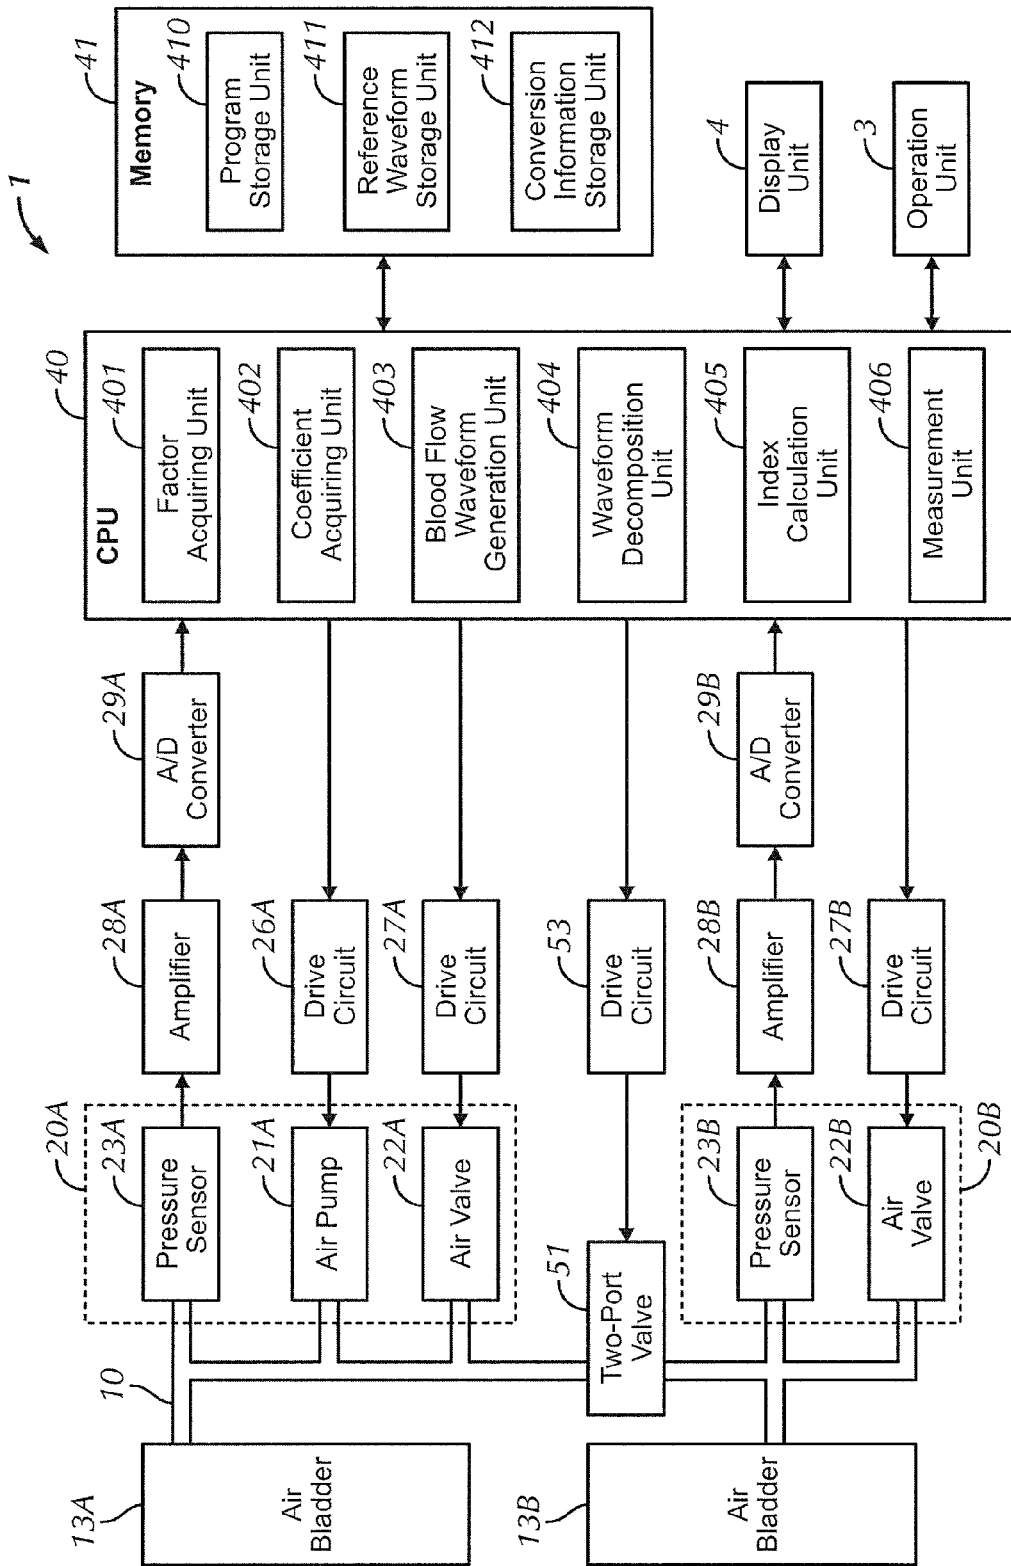 1
41
Memory
410
Program
Storage Unit
411
Reference
Waveform
Storage Unit
412
Conversion
Information
Storage Unit
4
Display
Unit
3
Operation
Unit
40
CPU
401
Factor
Acquiring Unit
402
Coefficient
Acquiring Unit
403
Blood Flow
Waveform
Generation Unit
404
Waveform
Decomposition
Unit
405
Index
Calculation
Unit
406
Measurement
Unit
29A
A/D
Converter
29B
A/D
Converter
28A
Amplifier
26A
Drive
Circuit
27A
Drive
Circuit
53
Drive
Circuit
28B
Amplifier
27B
Drive
Circuit
20A
23A
Pressure
Sensor
21A
Air Pump
22A
Air Valve
51
Two-Port
Valve
23B
Pressure
Sensor
22B
Air
Valve
20B
10
13A
Air
Bladder
13B
Air
Bladder